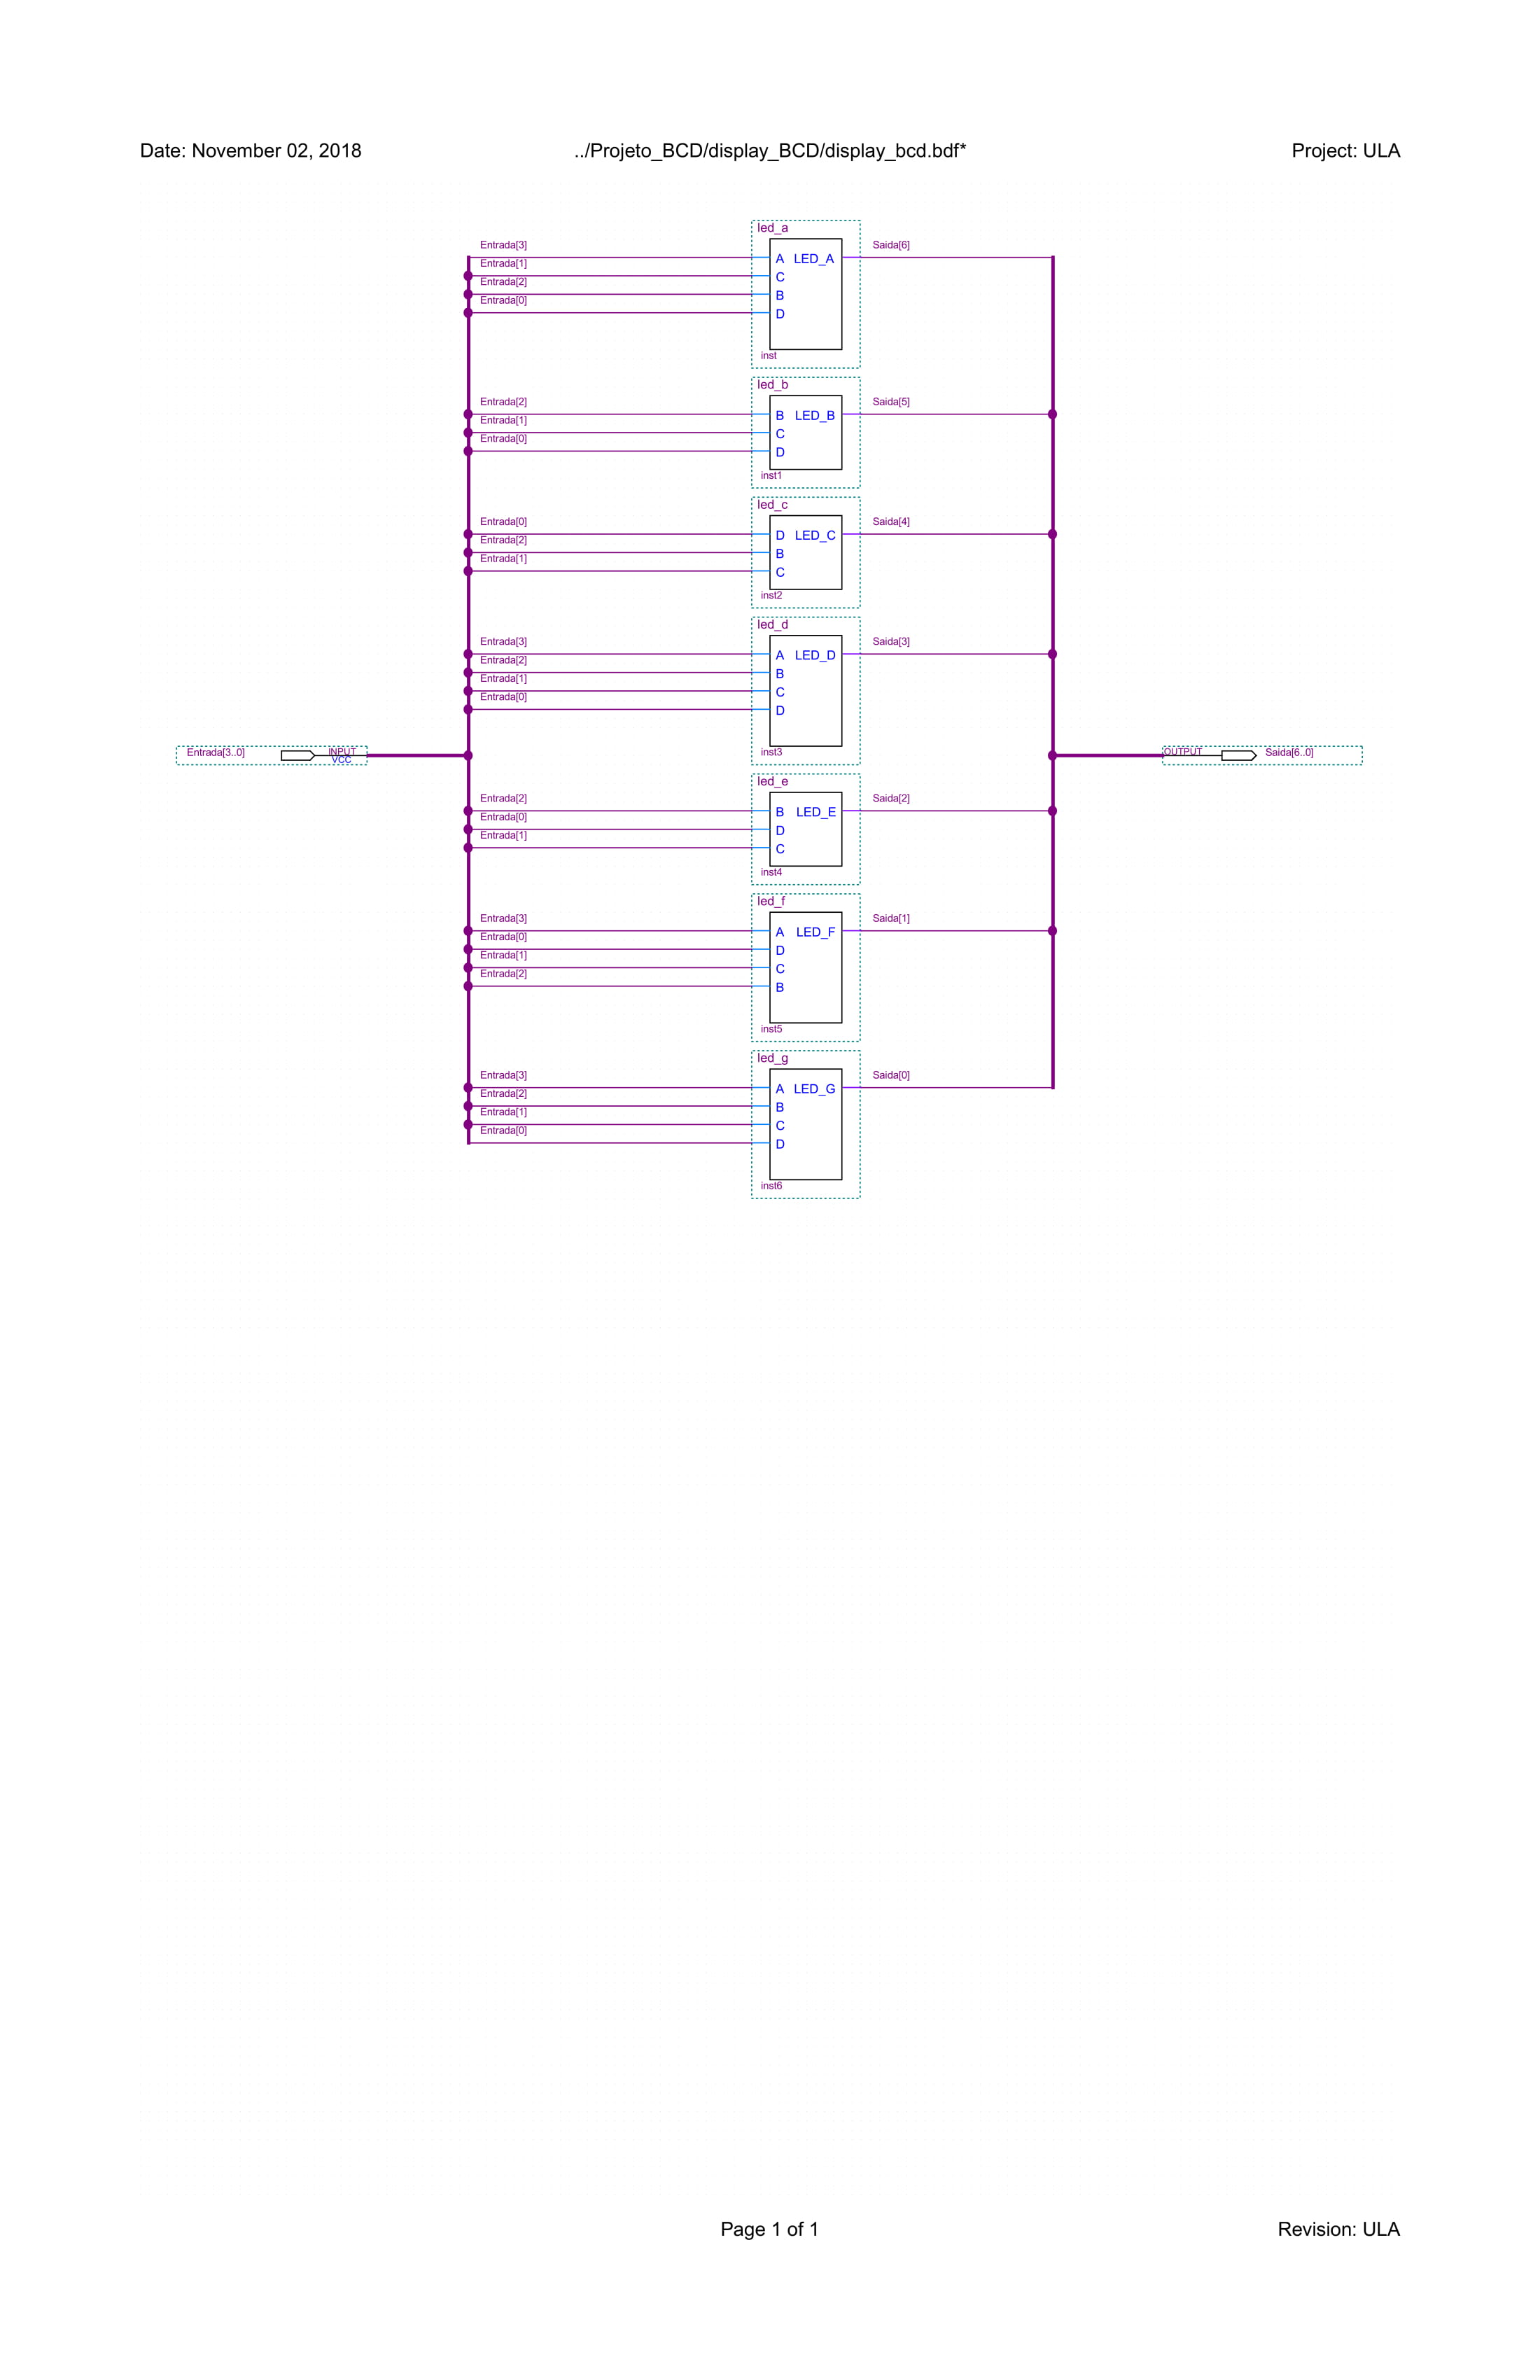 Date: November 02, 2018 ../Projeto_BCD/display_BCD/display_bcd.bdf* Project: ULA
led_a
Entrada[3] Saida[6]
A LED_A
Entrada[1]
C
Entrada[2]
B
Entrada[0]
D
inst
led_b
Entrada[2] Saida[5]
B LED_B
Entrada[1]
C
Entrada[0]
D
inst1
led_c
Entrada[0] Saida[4]
D LED_C
Entrada[2]
B
Entrada[1]
C
inst2
led_d
Entrada[3] Saida[3]
A LED_D
Entrada[2]
B
Entrada[1]
C
Entrada[0]
D
Entrada[3..0] INPUT inst3 OUTPUT Saida[6..0]
VCC
led_e
Entrada[2] Saida[2]
B LED_E
Entrada[0]
D
Entrada[1]
C
inst4
led_f
Entrada[3] Saida[1]
A LED_F
Entrada[0]
D
Entrada[1]
C
Entrada[2]
B
inst5
led_g
Entrada[3] Saida[0]
A LED_G
Entrada[2]
B
Entrada[1]
C
Entrada[0]
D
inst6
Page 1 of 1 Revision: ULA